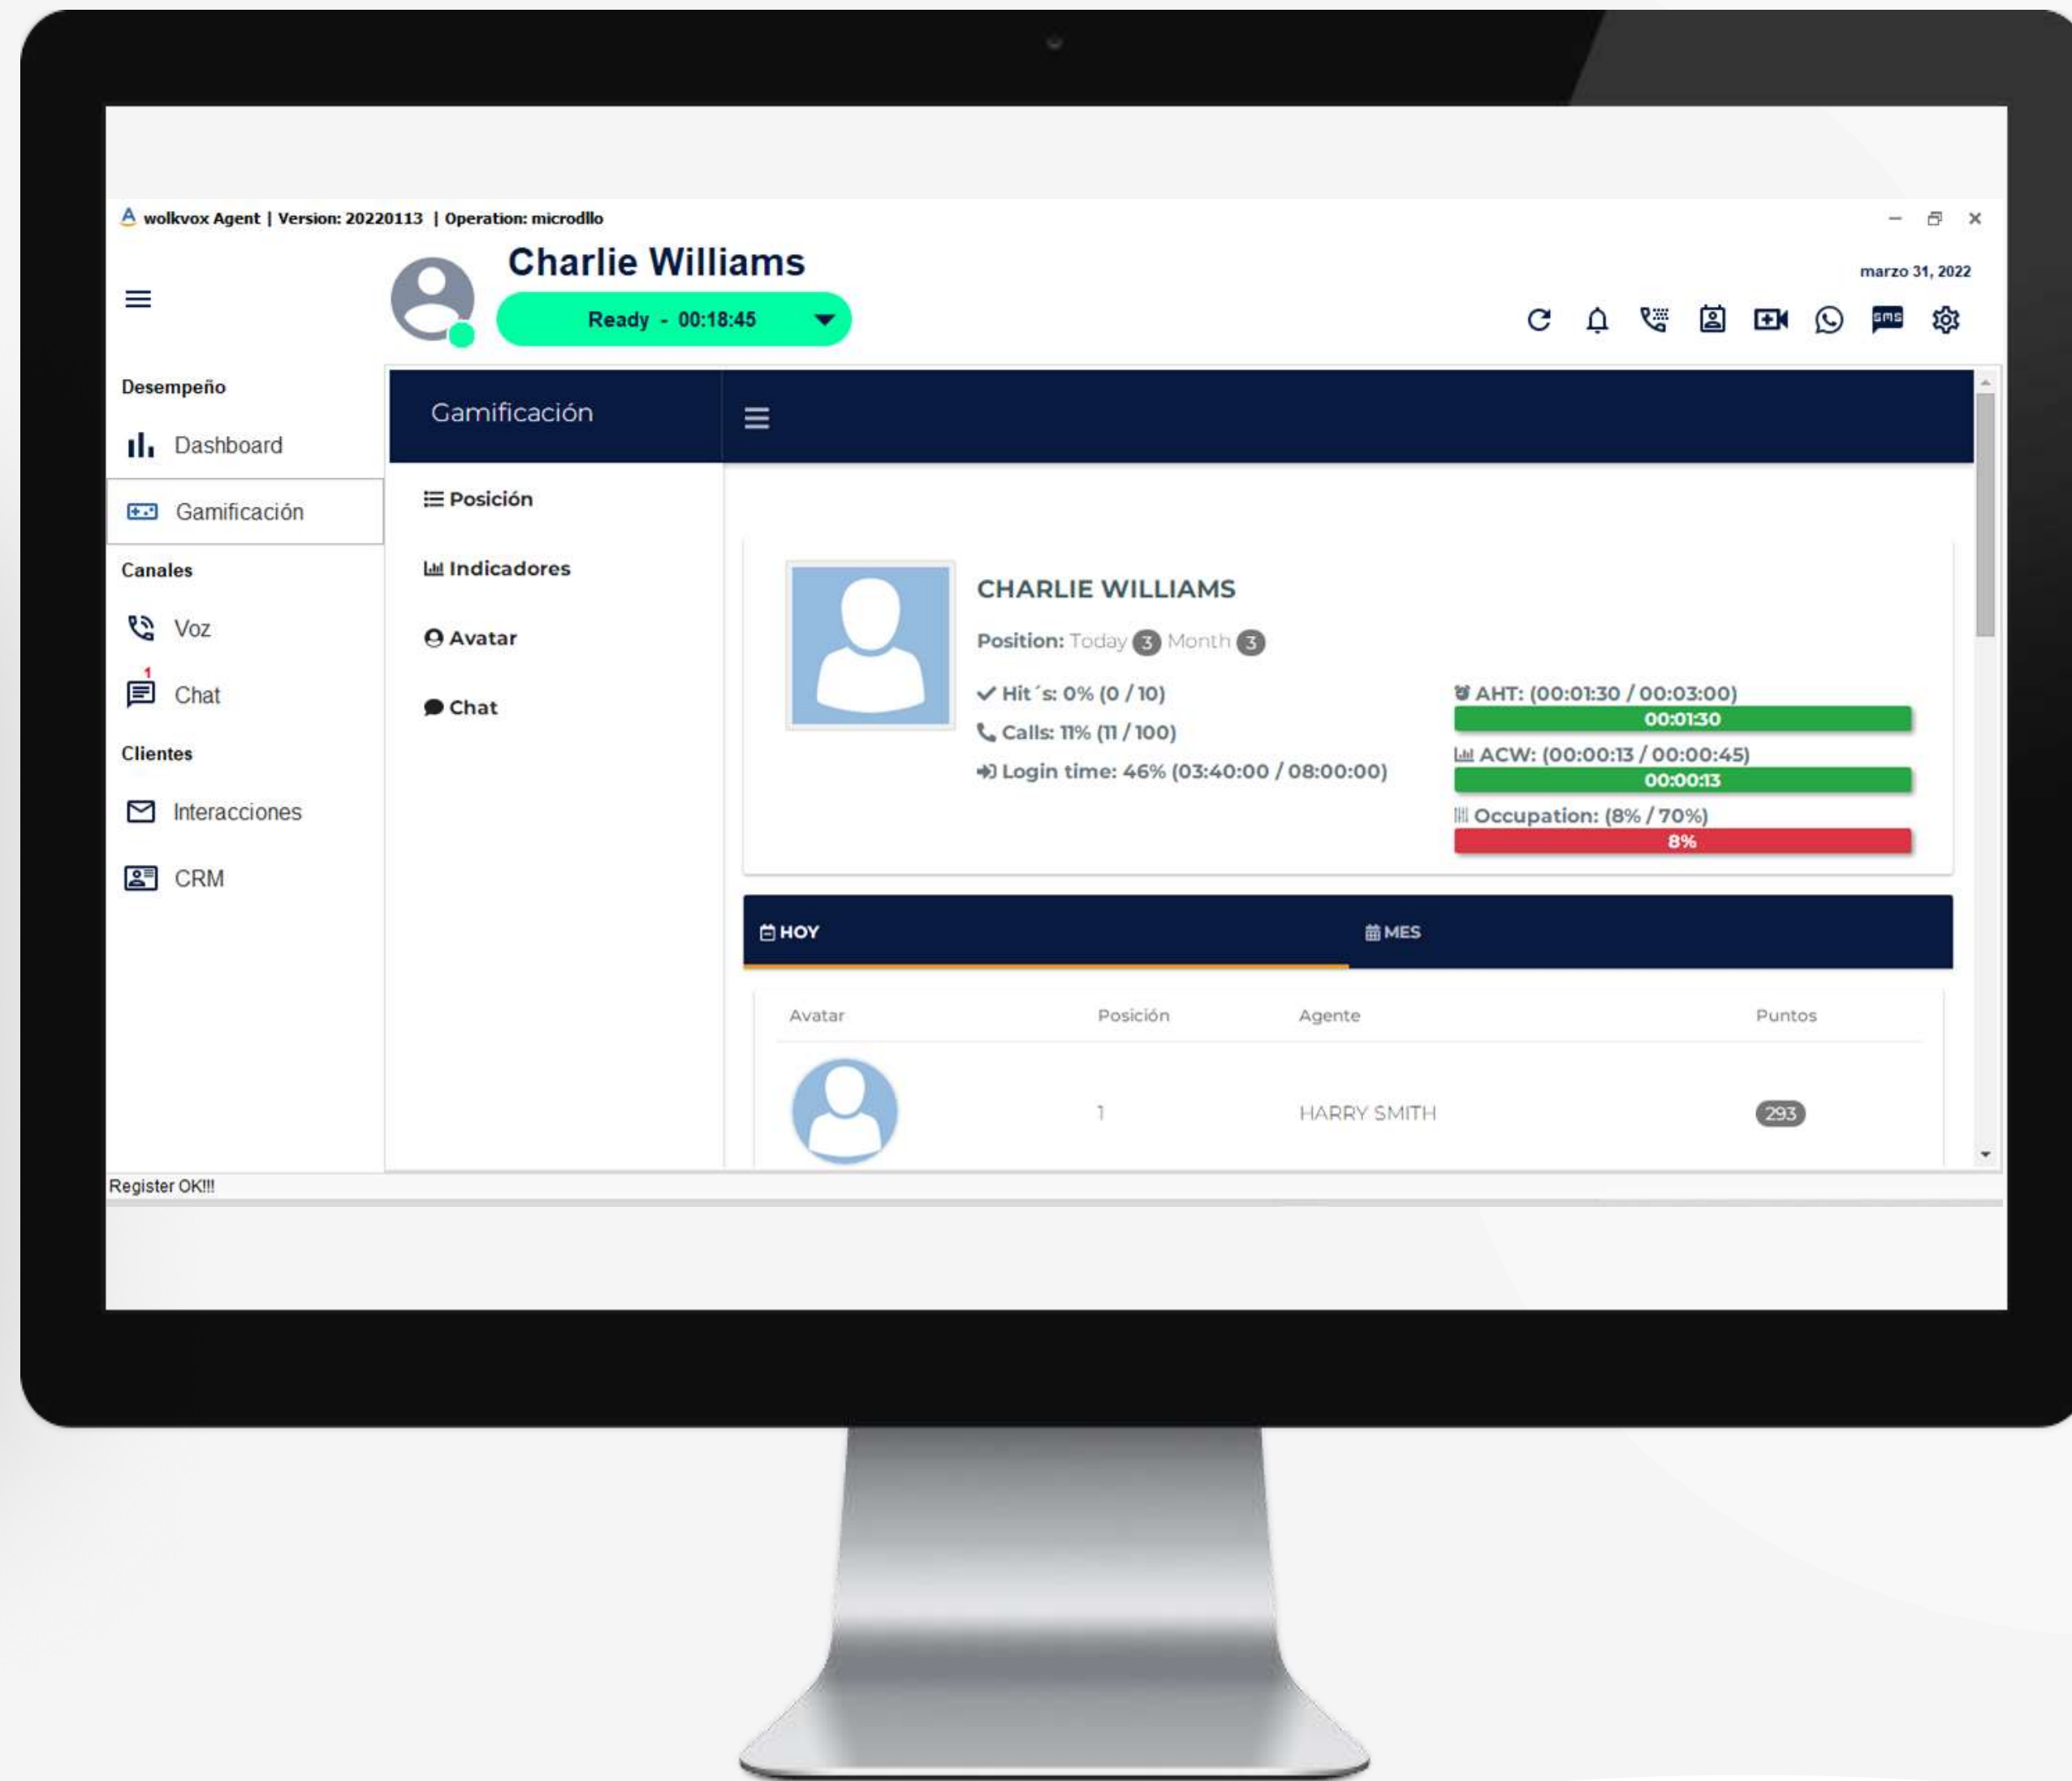 wolkvox Agent | Version: 20220113 | Operation: microdllo
Charlie Williams
marzo 31, 2022
Ready - 00:18:45
SMS
Desempeño
Dashboard
Gamificación
Canales
Voz
1
Chat
Clientes
Interacciones
CRM
Gamificación
Posición
Indicadores
Avatar
Chat
CHARLIE WILLIAMS
Position: Today 3 Month 3
Hit´s: 0% (0 / 10)
Calls: 11% (11 / 100)
Login time: 46% (03:40:00 / 08:00:00)
AHT: (00:01:30 / 00:03:00)
00:01:30
ACW: (00:00:13 / 00:00:45)
00:00:13
Occupation: (8% / 70%)
8%
HOY
MES
Avatar Posición Agente Puntos
1 HARRY SMITH 293
Register OK!!!